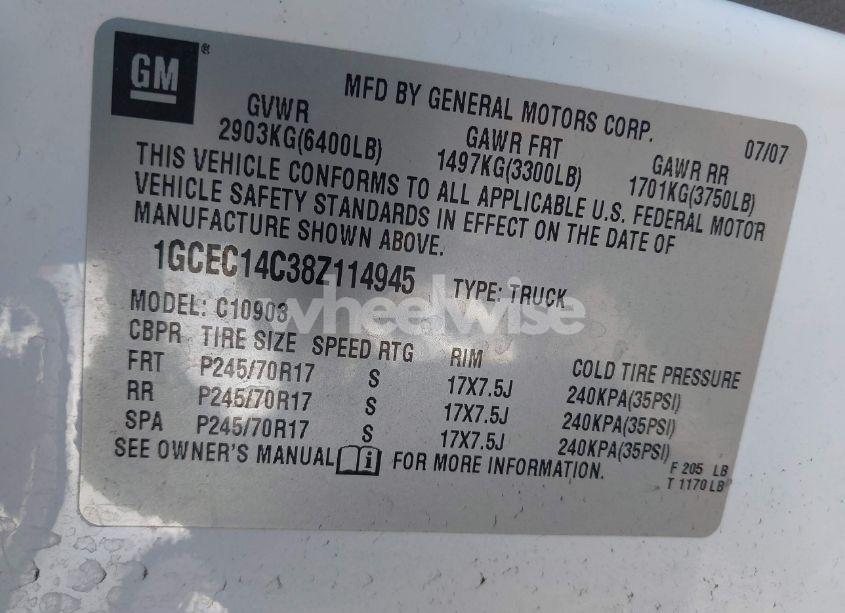 GM®
MFD BY GENERAL MOTORS CORP.
07/07
GVWR
2903KG(6400LB)
GAWR FRT
1497KG(3300LB)
GAWR RR
1701KG(3750LB)
THIS VEHICLE CONFORMS TO ALL APPLICABLE U.S. FEDERAL MOTOR
VEHICLE SAFETY STANDARDS IN EFFECT ON THE DATE OF
MANUFACTURE SHOWN ABOVE.
1GCEC14C38Z114945 TYPE: TRUCK
MODEL: C10903
wheelwise
CBPR TIRE SIZE SPEED RTG RIM COLD TIRE PRESSURE
FRT P245/70R17 S 17X7.5J 240KPA(35PSI)
RR P245/70R17 S 17X7.5J 240KPA(35PSI)
SPA P245/70R17 S 17X7.5J 240KPA(35PSI)
SEE OWNER'S MANUAL i FOR MORE INFORMATION.
F 205 LB
T 1170 LB